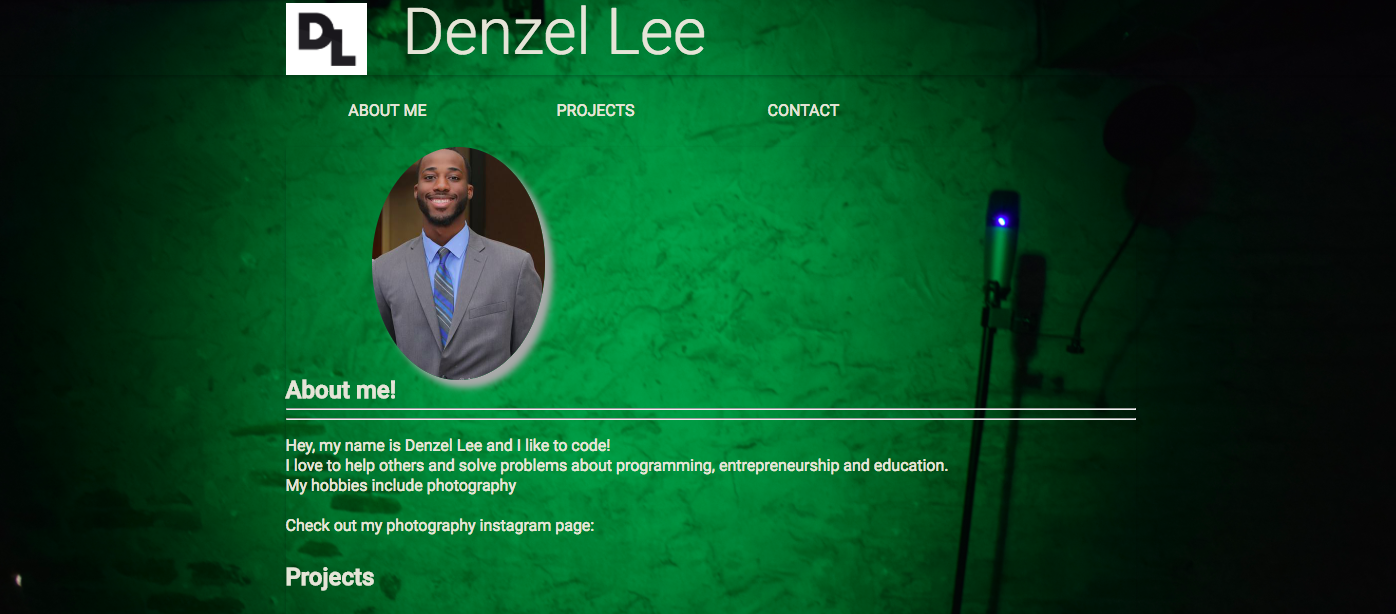 DL
Denzel Lee
ABOUT ME PROJECTS CONTACT
About me!
Hey, my name is Denzel Lee and I like to code!
I love to help others and solve problems about programming, entrepreneurship and education.
My hobbies include photography
Check out my photography instagram page:
Projects